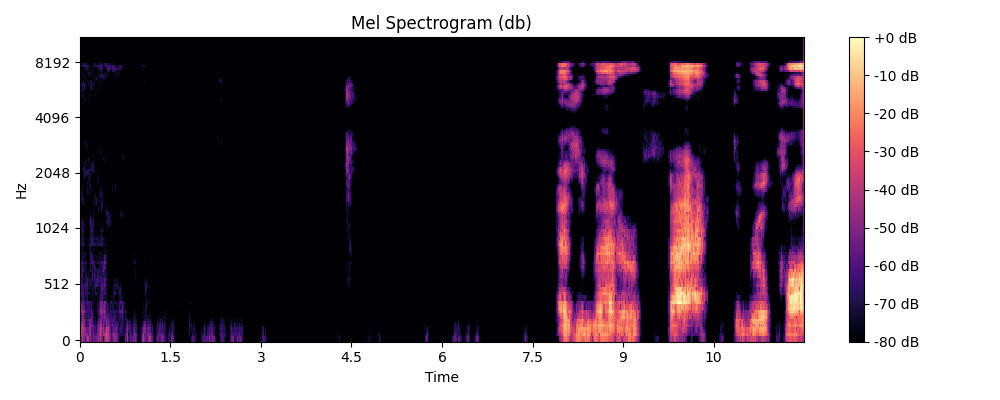 Mel Spectrogram (db)
Hz
8192
4096
2048
1024
512
0
0 1.5 3 4.5 6 7.5 9 10
Time
+0 dB
-10 dB
-20 dB
-30 dB
-40 dB
-50 dB
-60 dB
-70 dB
-80 dB